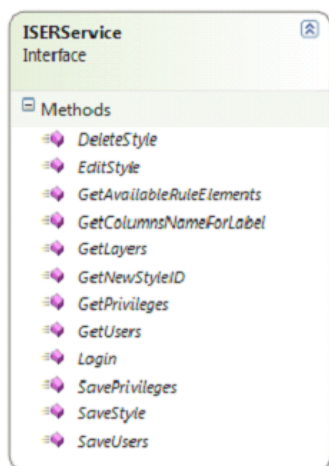 ISERService
Interface
Methods
DeleteStyle
EditStyle
GetAvailableRuleElements
GetColumnsNameForLabel
GetLayers
GetNewStyleID
GetPrivileges
GetUsers
Login
SavePrivileges
SaveStyle
SaveUsers